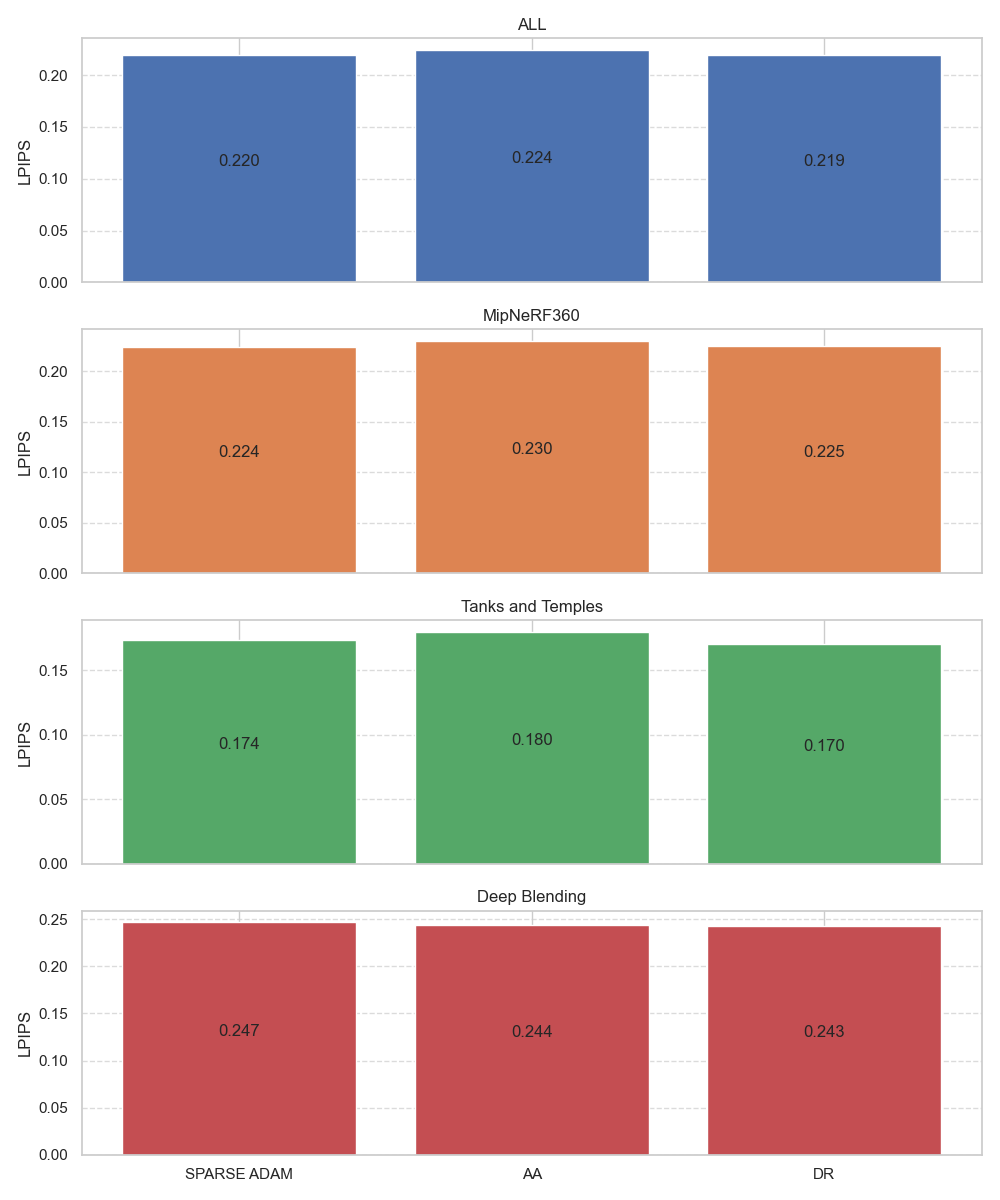 ALL
LPIPS
0.20
0.15
0.10
0.05
0.00
0.220
0.224
0.219
MipNeRF360
LPIPS
0.20
0.15
0.10
0.05
0.00
0.224
0.230
0.225
Tanks and Temples
LPIPS
0.15
0.10
0.05
0.00
0.174
0.180
0.170
Deep Blending
LPIPS
0.25
0.20
0.15
0.10
0.05
0.00
0.247
0.244
0.243
SPARSE ADAM
AA
DR